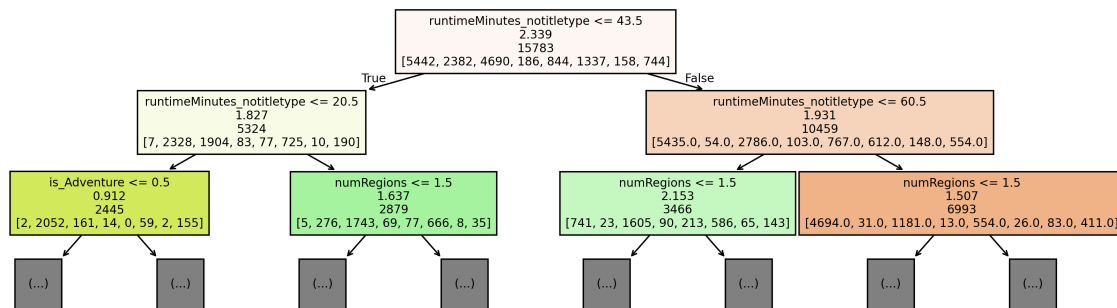 runtimeMinutes_notitletype <= 43.5
2.339
15783
[5442, 2382, 4690, 186, 844, 1337, 158, 744]
True
False
runtimeMinutes_notitletype <= 20.5
1.827
5324
[7, 2328, 1904, 83, 77, 725, 10, 190]
runtimeMinutes_notitletype <= 60.5
1.931
10459
[5435.0, 54.0, 2786.0, 103.0, 767.0, 612.0, 148.0, 554.0]
is_Adventure <= 0.5
0.912
2445
[2, 2052, 161, 14, 0, 59, 2, 155]
numRegions <= 1.5
1.637
2879
[5, 276, 1743, 69, 77, 666, 8, 35]
numRegions <= 1.5
2.153
3466
[741, 23, 1605, 90, 213, 586, 65, 143]
numRegions <= 1.5
1.507
6993
[4694.0, 31.0, 1181.0, 13.0, 554.0, 26.0, 83.0, 411.0]
(...)
(...)
(...)
(...)
(...)
(...)
(...)
(...)